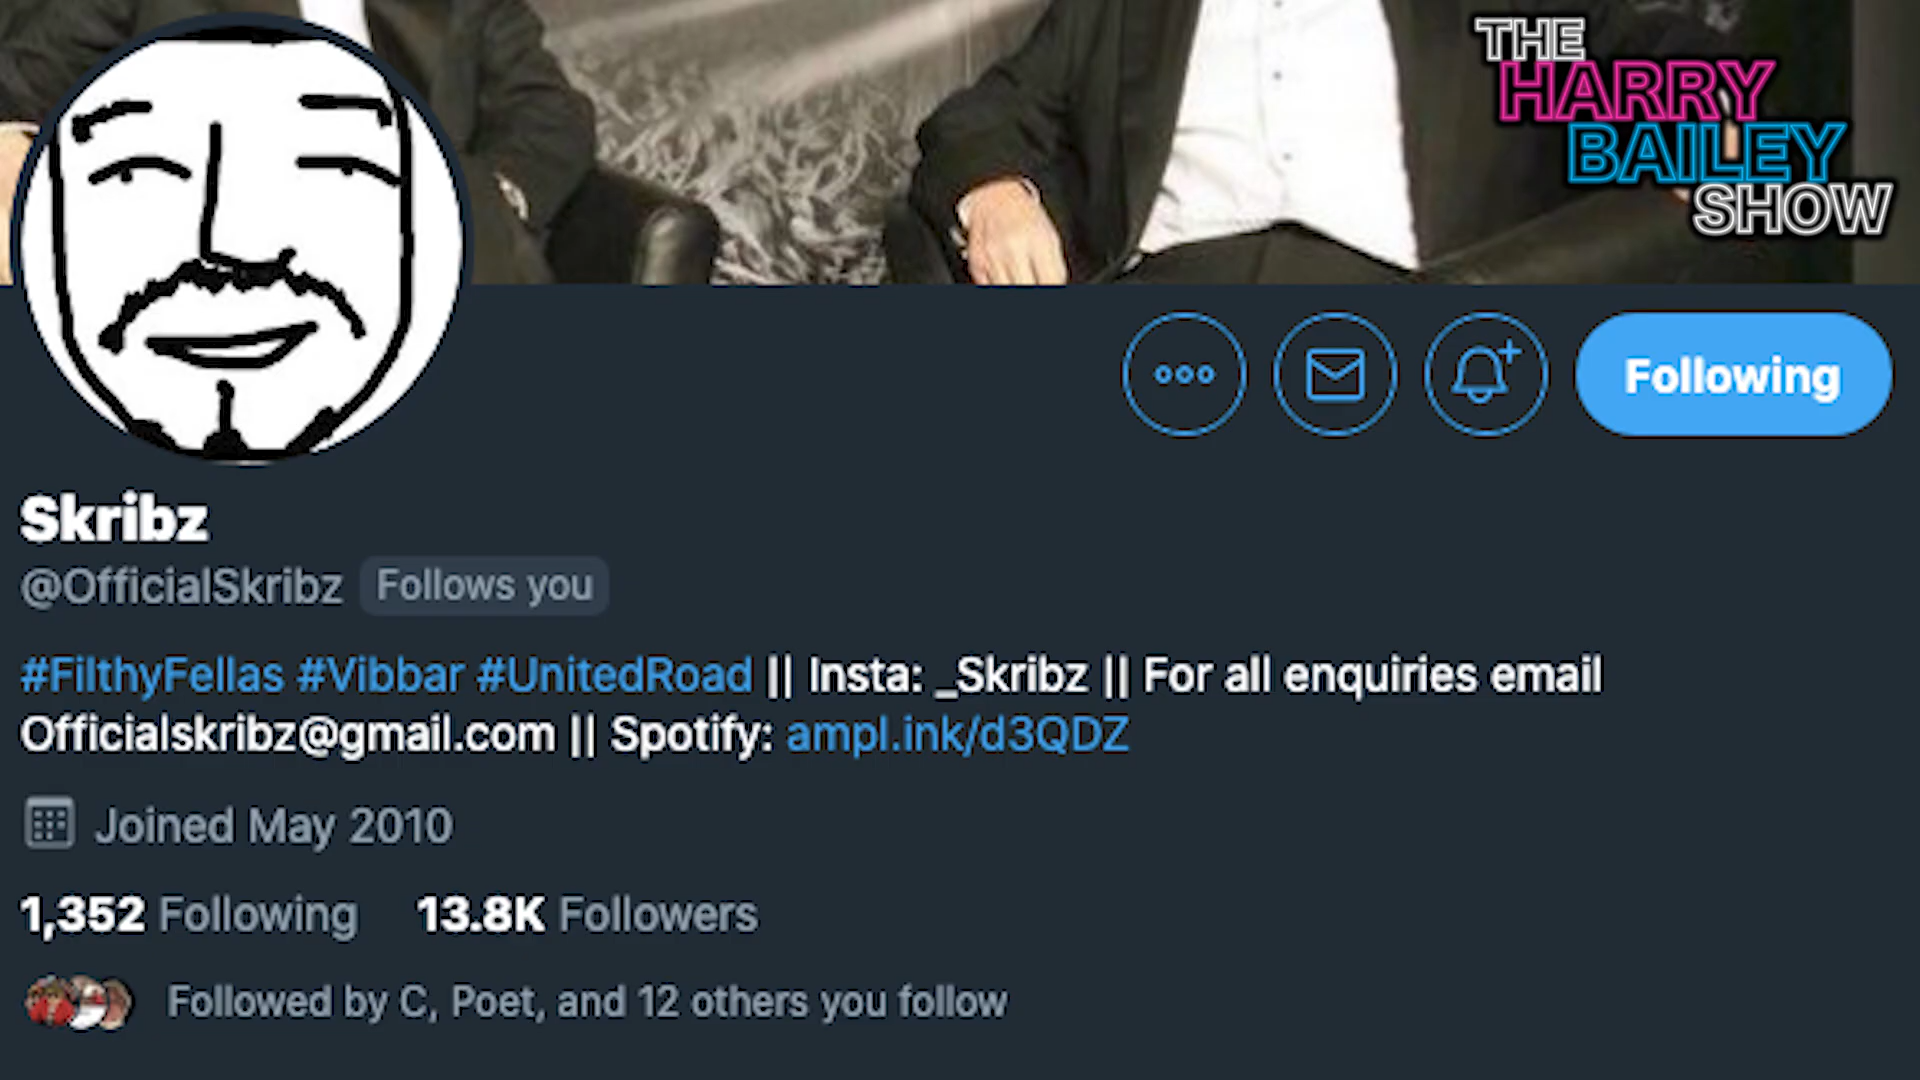 THE
HARRY
BAILEY
SHOW
Following
Skribz
@OfficialSkribz Follows you
#FilthyFellas #Vibbar #UnitedRoad || Insta: _Skribz || For all enquiries email
Officialskribz@gmail.com || Spotify: ampl.ink/d3QDZ
Joined May 2010
1,352 Following 13.8K Followers
Followed by C, Poet, and 12 others you follow